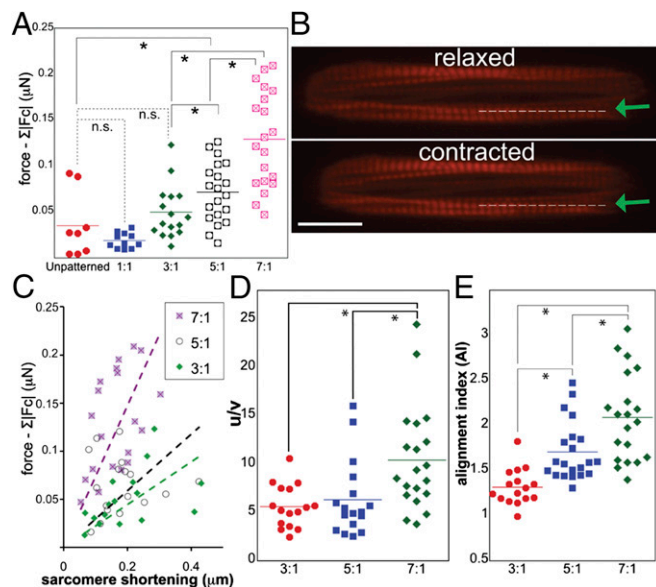 A
force - Σ|Fc| (μN)
0.25
0.2
0.15
0.1
0.05
*
*
*
*
n.s.
n.s.
Unpatterned 1:1 3:1 5:1 7:1
B
relaxed
contracted
C
force - Σ|Fc| (μN)
0.25
0.2
0.15
0.1
0.05
7:1
5:1
3:1
0 0.2 0.4
sarcomere shortening (μm)
D
u/v
25
20
15
10
5
0
*
*
3:1 5:1 7:1
E
alignment index (AI)
3
2.5
2
1.5
1
0.5
*
*
*
3:1 5:1 7:1